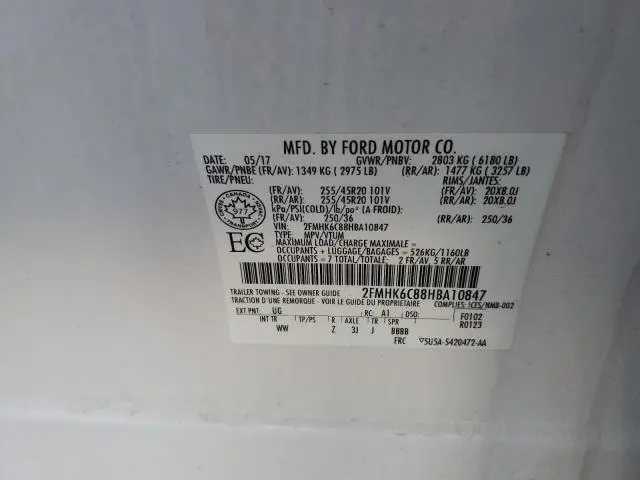 MFD. BY FORD MOTOR CO.
DATE: 05/17 GVWR/PNBV: 2803 KG ( 6180 LB)
GAWR/PNBE (FR/AV): 1349 KG ( 2975 LB) (RR/AR): 1477 KG ( 3257 LB)
TIRE/PNEU: RIMS/JANTES:
(FR/AV): 255/45R20 101V (FR/AV): 20X8.0J
(RR/AR): 255/45R20 101V (RR/AR): 20X8.0J
kPa/PSI(COLD)/lb/po² (A FROID):
(FR/AV): 250/36 (RR/AR): 250/36
VIN: 2FMHK6C88HBA10847
TYPE: MPV/VTUM
MAXIMUM LOAD/CHARGE MAXIMALE =
OCCUPANTS + LUGGAGE/BAGAGES = 526KG/1160LB
OCCUPANTS = 7 TOTAL/TOTALE: 2 FR/AV, 5 RR/AR
CANADA
977
TRANSPORT
EC
2FMHK6C88HBA10847
TRAILER TOWING - SEE OWNER GUIDE
TRACTION D'UNE REMORQUE - VOIR LE GUIDE DU PROPRIETAIRE COMPLIES: ICES/NMB-002
EXT PNT: UG RC: A1 DSO: F0102
INT TR TP/PS R AXLE TR SPR R0123
WW Z 3J J BBBB
FRC 5U5A-5420472-AA